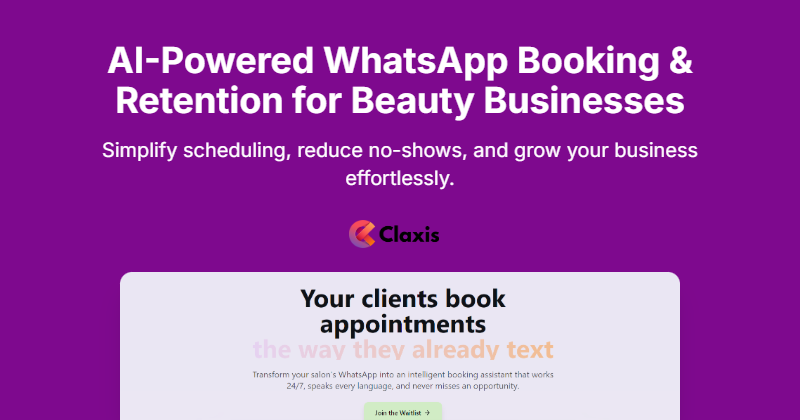 AI-Powered WhatsApp Booking &
Retention for Beauty Businesses
Simplify scheduling, reduce no-shows, and grow your business
effortlessly.
Claxis
Your clients book
appointments
the way they already text
Transform your salon's WhatsApp into an intelligent booking assistant that works
24/7, speaks every language, and never misses an opportunity.
Join the Waitlist →